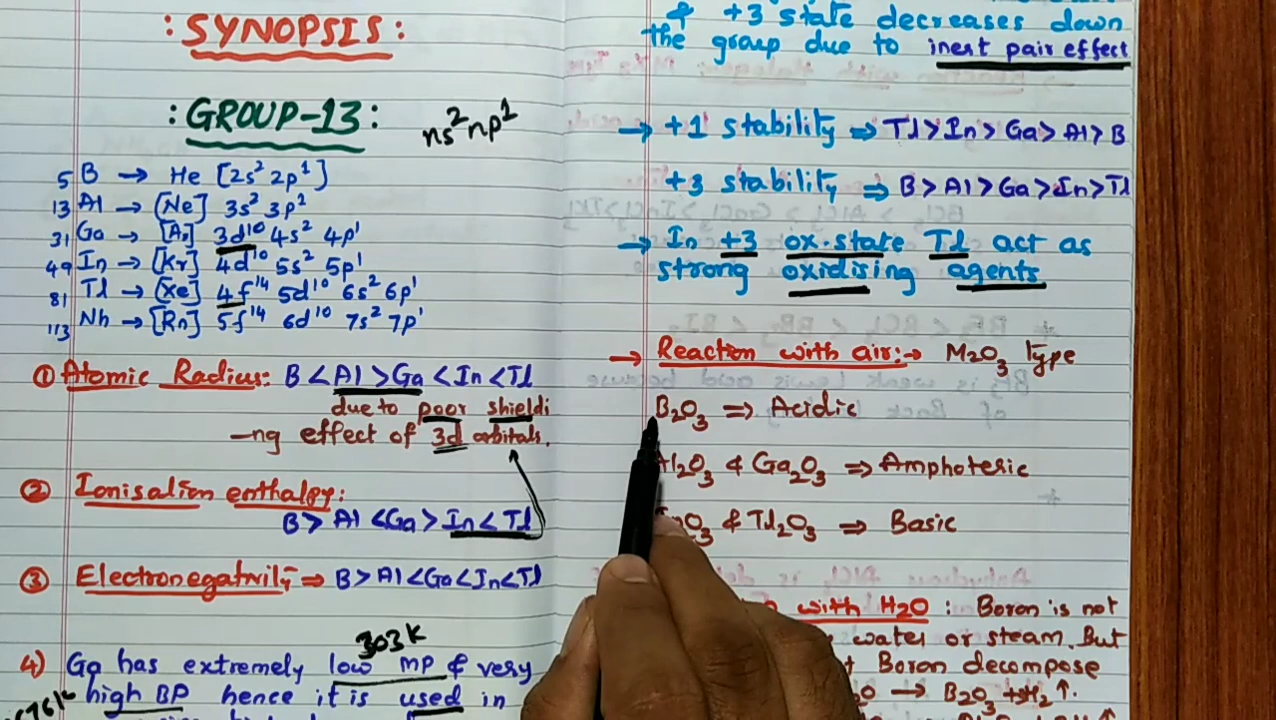 : SYNOPSIS :
: GROUP-13 :
ns² np¹
5 B → He [2s² 2p¹]
13 Al → [Ne] 3s² 3p¹
31 Ga → [Ar] 3d¹⁰ 4s² 4p¹
49 In → [Kr] 4d¹⁰ 5s² 5p¹
81 Tl → [Xe] 4f¹⁴ 5d¹⁰ 6s² 6p¹
113 Nh → [Rn] 5f¹⁴ 6d¹⁰ 7s² 7p¹
① Atomic Radius: B < Al > Ga < In < Tl
due to poor shieldi
-ng effect of 3d orbitals.
② Ionisation enthalpy:
B > Al < Ga > In < Tl
③ Electronegativity ⇒ B > Al < Ga < In < Tl
303K
4) Ga has extremely low MP & very
high BP hence it is used in
& +3 state decreases down
the group due to inert pair effect
→ +1 stability ⇒ Tl > In > Ga > Al > B
+3 stability ⇒ B > Al > Ga > In > Tl
→ In +3 ox. state Tl act as
strong oxidising agents
→ Reaction with air:→ M₂O₃ Type
B₂O₃ ⇒ Acidic
Al₂O₃ & Ga₂O₃ ⇒ Amphoteric
& Tl₂O₃ ⇒ Basic
with H₂O : Boron is not
water or steam. But
Boron decompose
→ B₂O₃ + H₂ ↑.